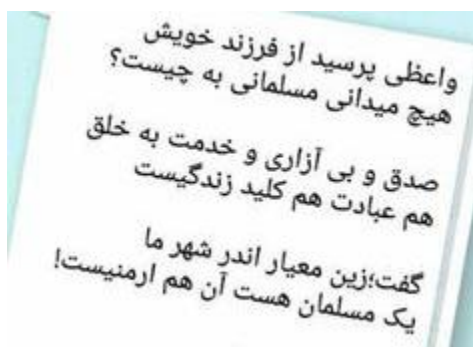 واعظی پرسید از فرزند خویش
هیچ میدانی مسلمانی به چیست؟
صدق و بی آزاری و خدمت به خلق
هم عبادت هم کلید زندگیست
گفت؛زین معیار اندر شهر ما
یک مسلمان هست آن هم ارمنیست!